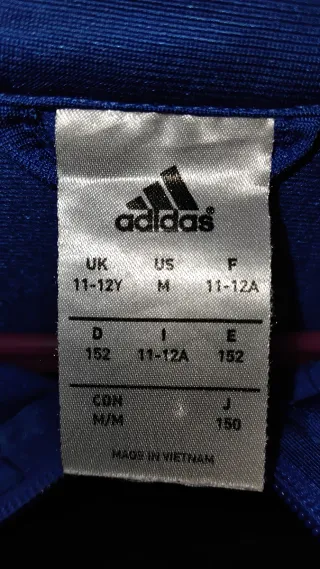 adidas®
UK US F
11-12Y M 11-12A
D I E
152 11-12A 152
CDN J
M/M 150
MADE IN VIETNAM